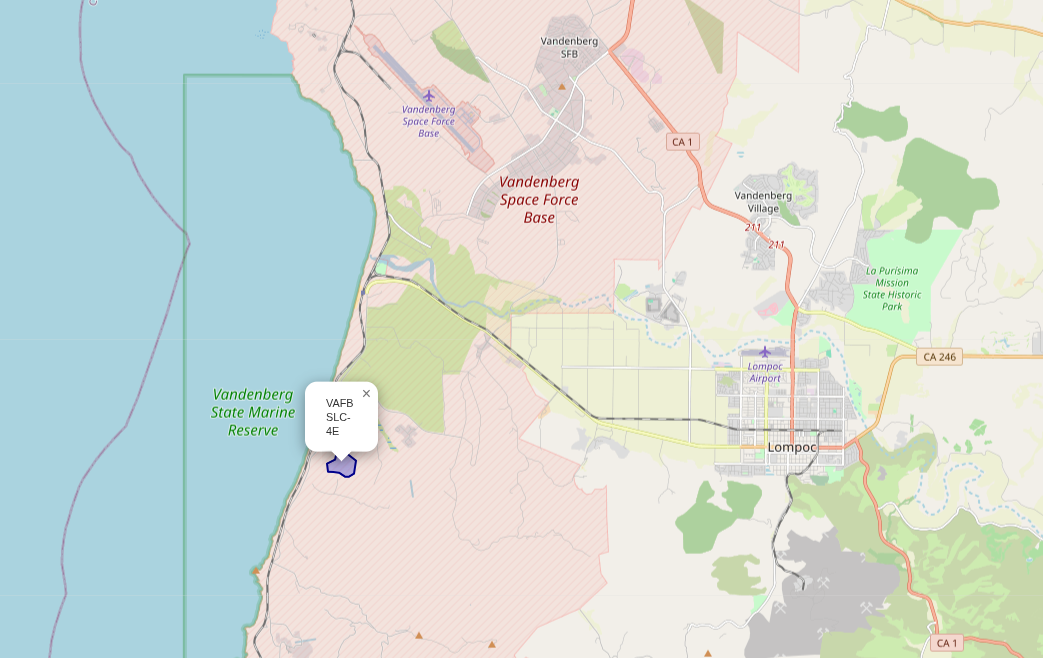 Vandenberg
SFB
Vandenberg
Space Force
Base
CA 1
Vandenberg
Space Force
Base
Vandenberg
Village
211
211
La Purísima
Mission
State Historic
Park
CA 246
Lompoc
Airport
Vandenberg
State Marine
Reserve
×
VAFB
SLC-
4E
Lompoc
CA 1